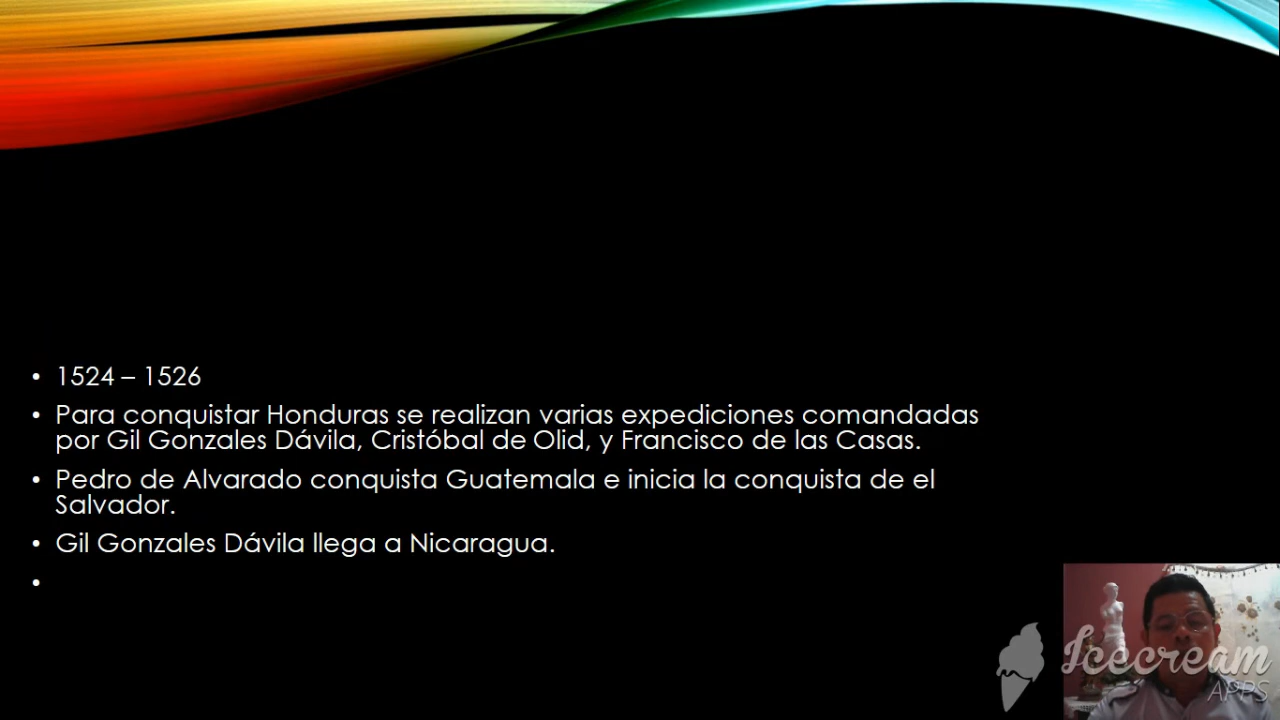 • 1524 – 1526
• Para conquistar Honduras se realizan varias expediciones comandadas
por Gil Gonzales Dávila, Cristóbal de Olid, y Francisco de las Casas.
• Pedro de Alvarado conquista Guatemala e inicia la conquista de el
Salvador.
• Gil Gonzales Dávila llega a Nicaragua.
•
Icecream
APPS